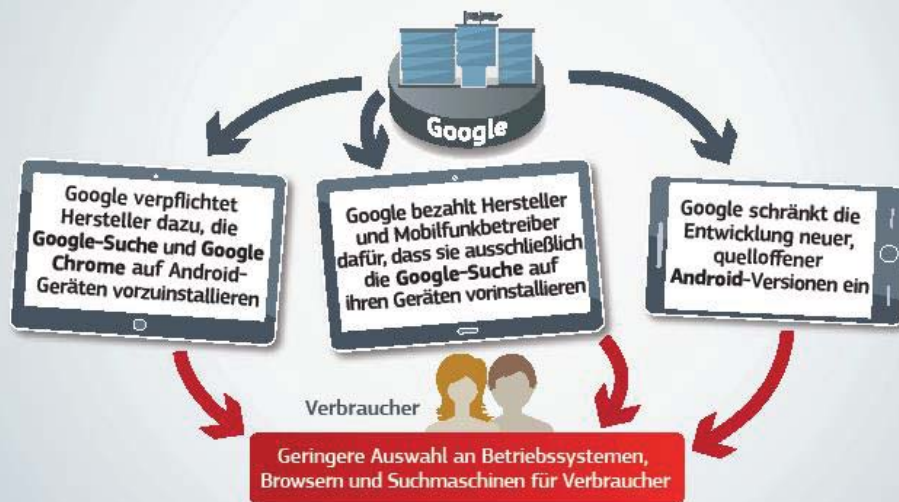 Google
Google verpflichtet
Hersteller dazu, die
Google-Suche und Google
Chrome auf Android-
Geräten vorzuinstallieren
Google bezahlt Hersteller
und Mobilfunkbetreiber
dafür, dass sie ausschließlich
die Google-Suche auf
ihren Geräten vorinstallieren
Google schränkt die
Entwicklung neuer,
quelloffener
Android-Versionen ein
Verbraucher
Geringere Auswahl an Betriebssystemen,
Browsern und Suchmaschinen für Verbraucher